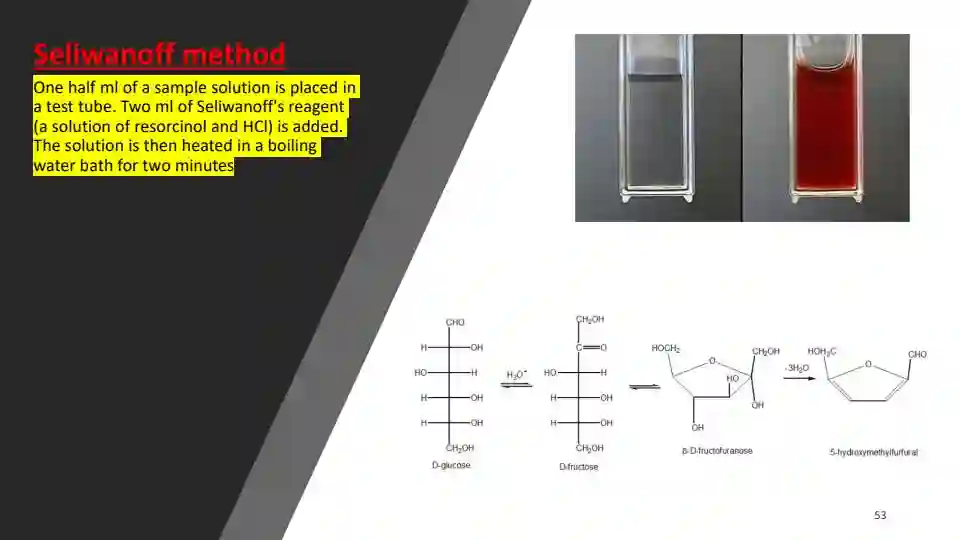 Seliwanoff method
One half ml of a sample solution is placed in
a test tube. Two ml of Seliwanoff's reagent
(a solution of resorcinol and HCl) is added.
The solution is then heated in a boiling
water bath for two minutes
CHO
H OH
HO H
H OH
H OH
CH₂OH
D-glucose
H₃O⁺
CH₂OH
C O
HO H
H OH
H OH
CH₂OH
D-fructose
HOCH₂
O
CH₂OH
HO
OH
OH
β-D-fructofuranose
-3H₂O
HOH₂C
O
CHO
5-hydroxymethylfurfural
53